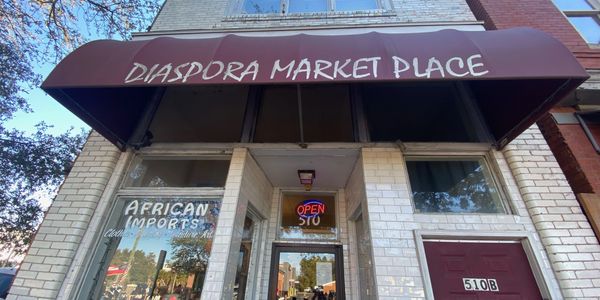 DIASPORA MARKET PLACE
AFRICAN
IMPORTS
OPEN
510
510B